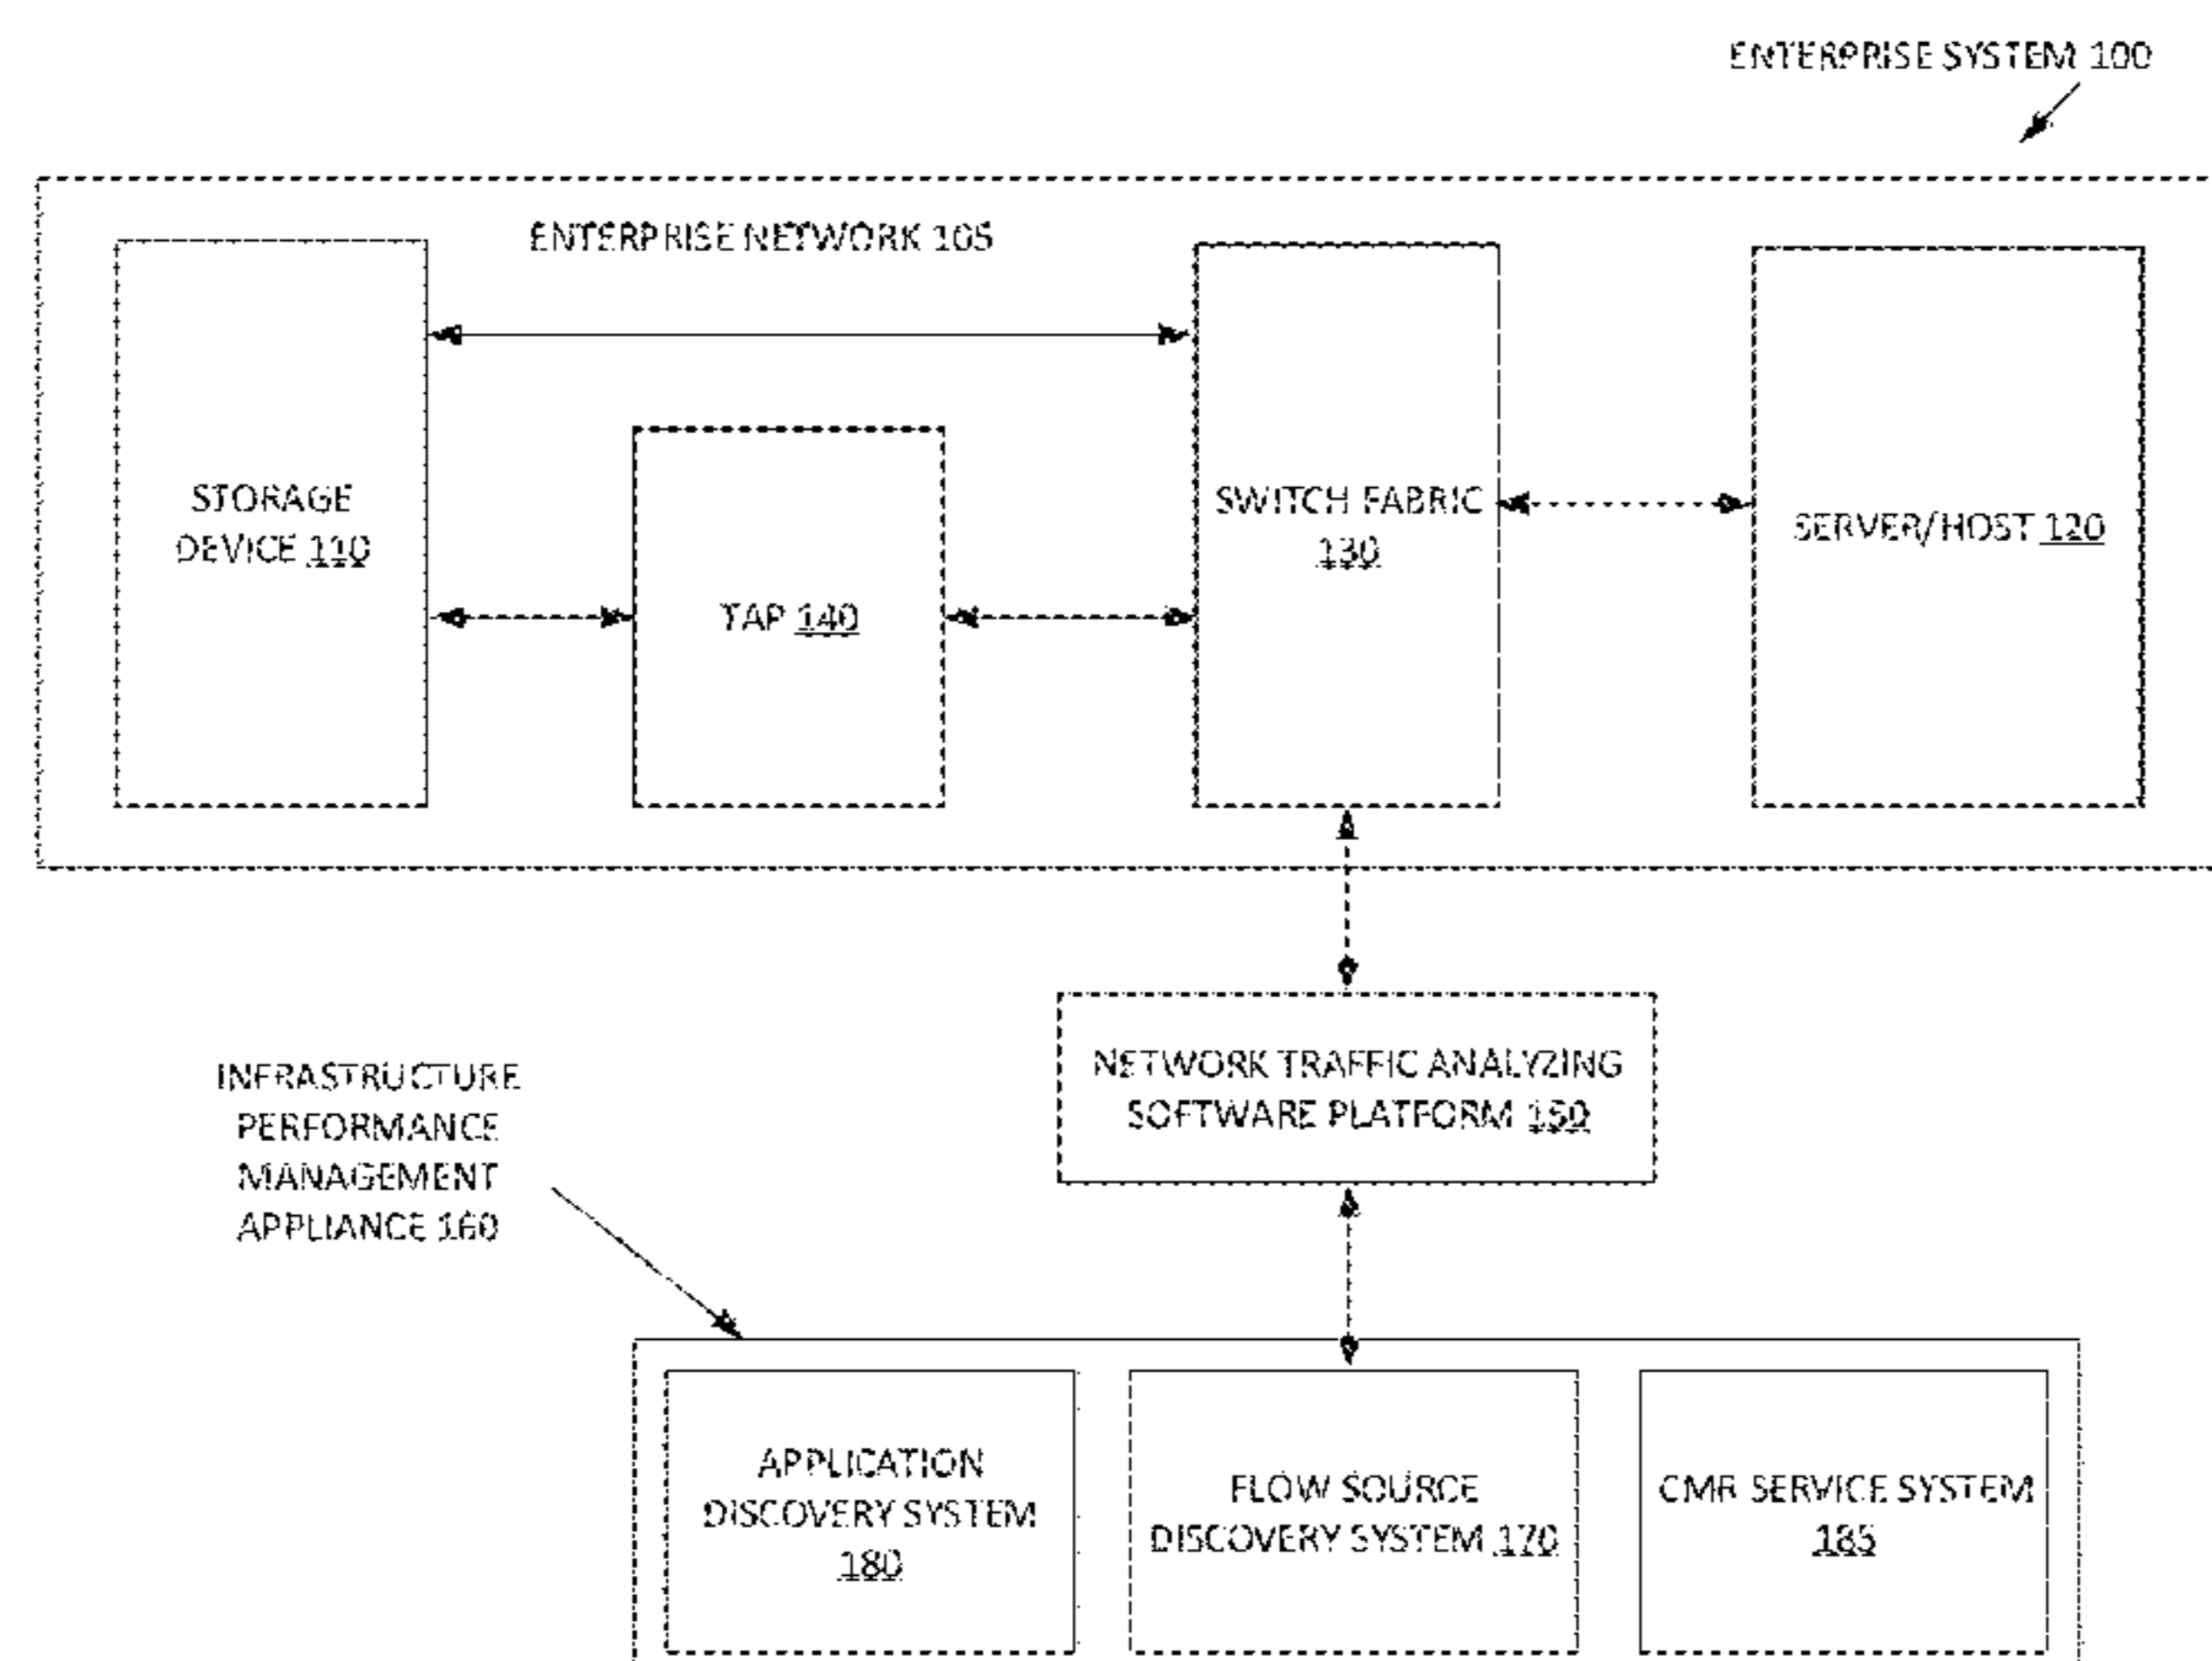 ENTERPRISE SYSTEM 100
ENTERPRISE NETWORK 105
STORAGE
DEVICE 110
TAP 140
SWITCH FABRIC
130
SERVER/HOST 120
NETWORK TRAFFIC ANALYZING
SOFTWARE PLATFORM 150
INFRASTRUCTURE
PERFORMANCE
MANAGEMENT
APPLIANCE 160
APPLICATION
DISCOVERY SYSTEM
180
FLOW SOURCE
DISCOVERY SYSTEM 170
CMR SERVICE SYSTEM
185